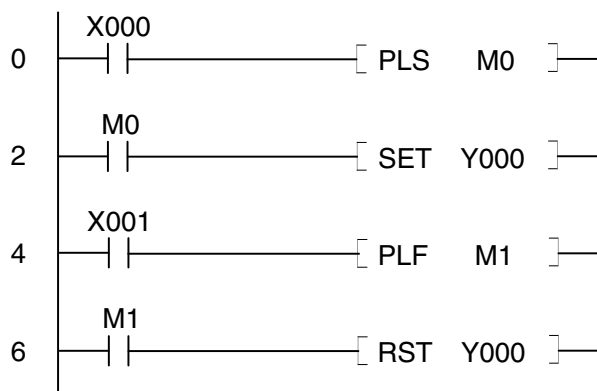 X000
0 PLS M0
M0
2 SET Y000
X001
4 PLF M1
M1
6 RST Y000